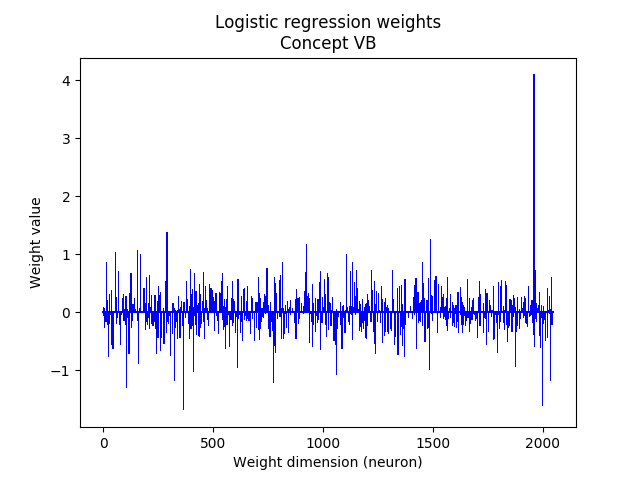 Logistic regression weights
Concept VB
Weight value
4
3
2
1
0
−1
0
500
1000
1500
2000
Weight dimension (neuron)